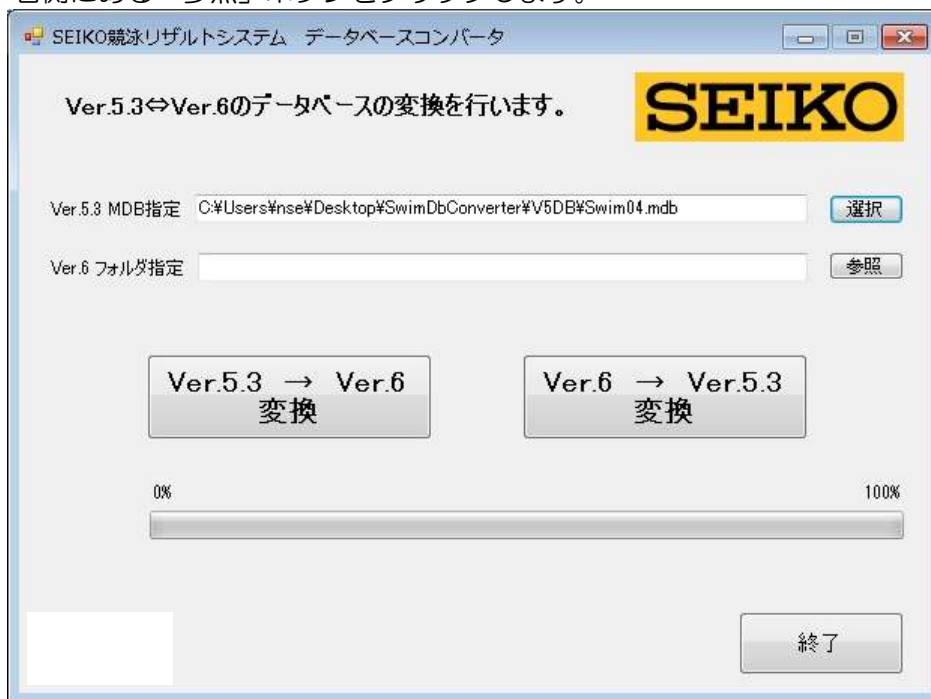 SEIKO競泳リザルトシステム データベースコンバータ
Ver.5.3⇔Ver.6のデータベースの変換を行います。
SEIKO
Ver.5.3 MDB指定 C:¥Users¥nse¥Desktop¥SwimDbConverter¥V5DB¥Swim04.mdb 選択
Ver.6 フォルダ指定 参照
Ver.5.3 → Ver.6
変換
Ver.6 → Ver.5.3
変換
0% 100%
終了